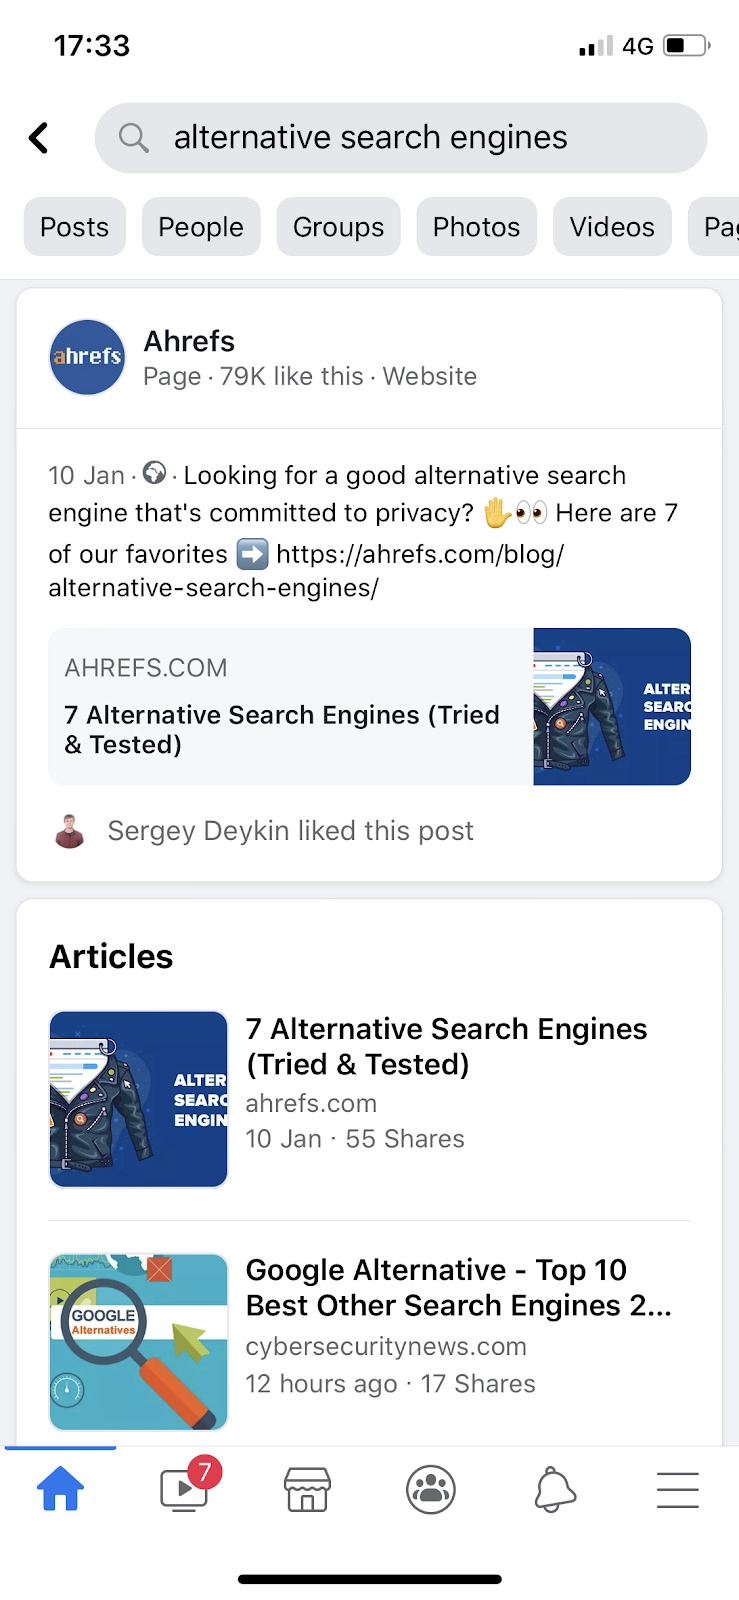 17:33 4G
alternative search engines
Posts People Groups Photos Videos Pag
ahrefs
Ahrefs
Page · 79K like this · Website
10 Jan · · Looking for a good alternative search
engine that's committed to privacy? ✋👀 Here are 7
of our favorites ➡️ https://ahrefs.com/blog/
alternative-search-engines/
AHREFS.COM
7 Alternative Search Engines (Tried
& Tested)
ALTER
SEARC
ENGIN
Sergey Deykin liked this post
Articles
7 Alternative Search Engines
(Tried & Tested)
ahrefs.com
10 Jan · 55 Shares
ALTER
SEARC
ENGIN
Google Alternative - Top 10
Best Other Search Engines 2...
cybersecuritynews.com
12 hours ago · 17 Shares
GOOGLE
Alternatives
7